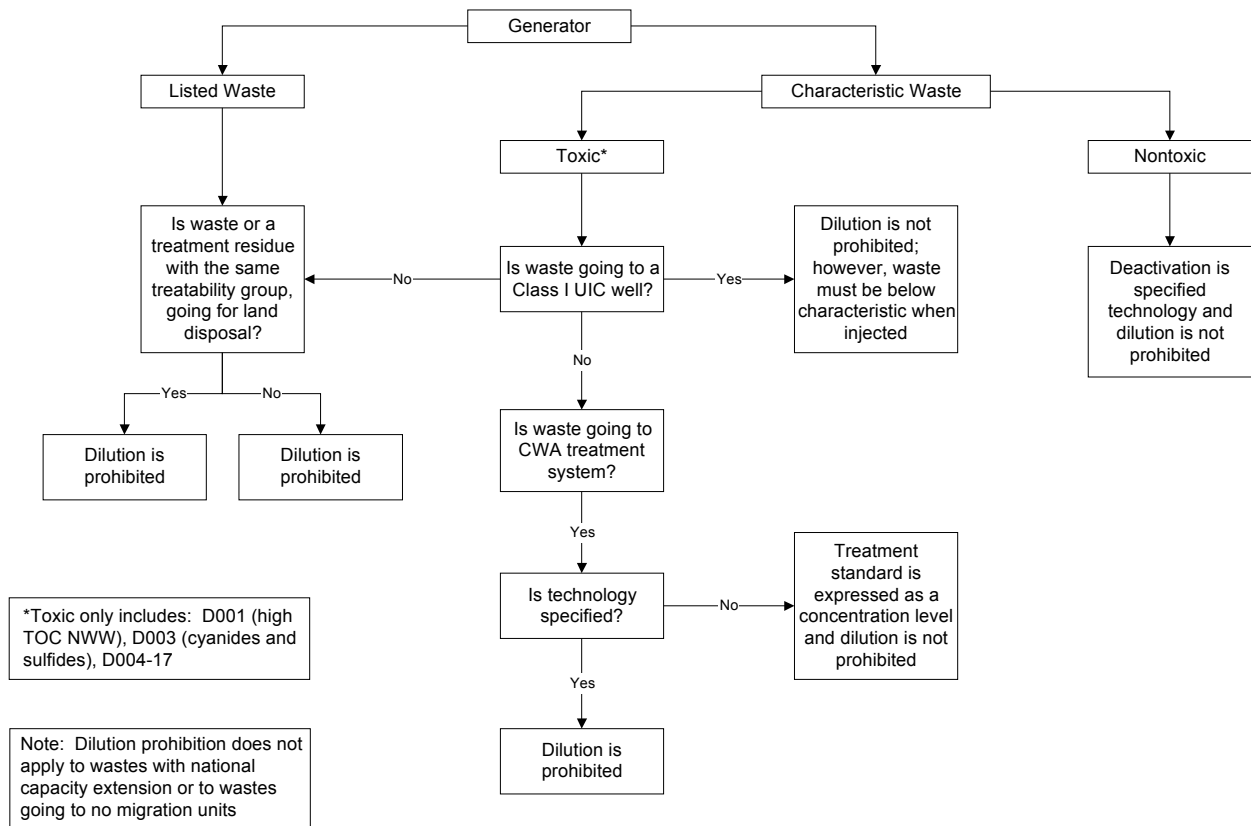 Generator
Listed Waste
Characteristic Waste
Toxic*
Nontoxic
Is waste or a
treatment residue
with the same
treatability group,
going for land
disposal?
No
Is waste going to a
Class I UIC well?
Yes
Dilution is not
prohibited;
however, waste
must be below
characteristic when
injected
Deactivation is
specified
technology and
dilution is not
prohibited
Yes
No
Dilution is
prohibited
Dilution is
prohibited
No
Is waste going to
CWA treatment
system?
Yes
Is technology
specified?
No
Treatment
standard is
expressed as a
concentration level
and dilution is not
prohibited
Yes
Dilution is
prohibited
*Toxic only includes: D001 (high
TOC NWW), D003 (cyanides and
sulfides), D004-17
Note: Dilution prohibition does not
apply to wastes with national
capacity extension or to wastes
going to no migration units